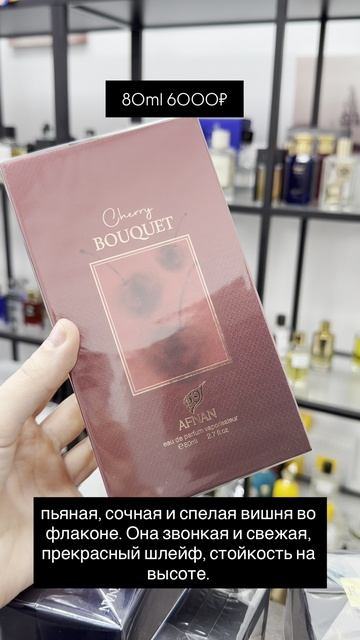 80ml 6000₽
Cherry
BOUQUET
AFNAN
eau de parfum vaporisateur
℮80ml 2.7 fl.oz
пьяная, сочная и спелая вишня во
флаконе. Она звонкая и свежая,
прекрасный шлейф, стойкость на
высоте.